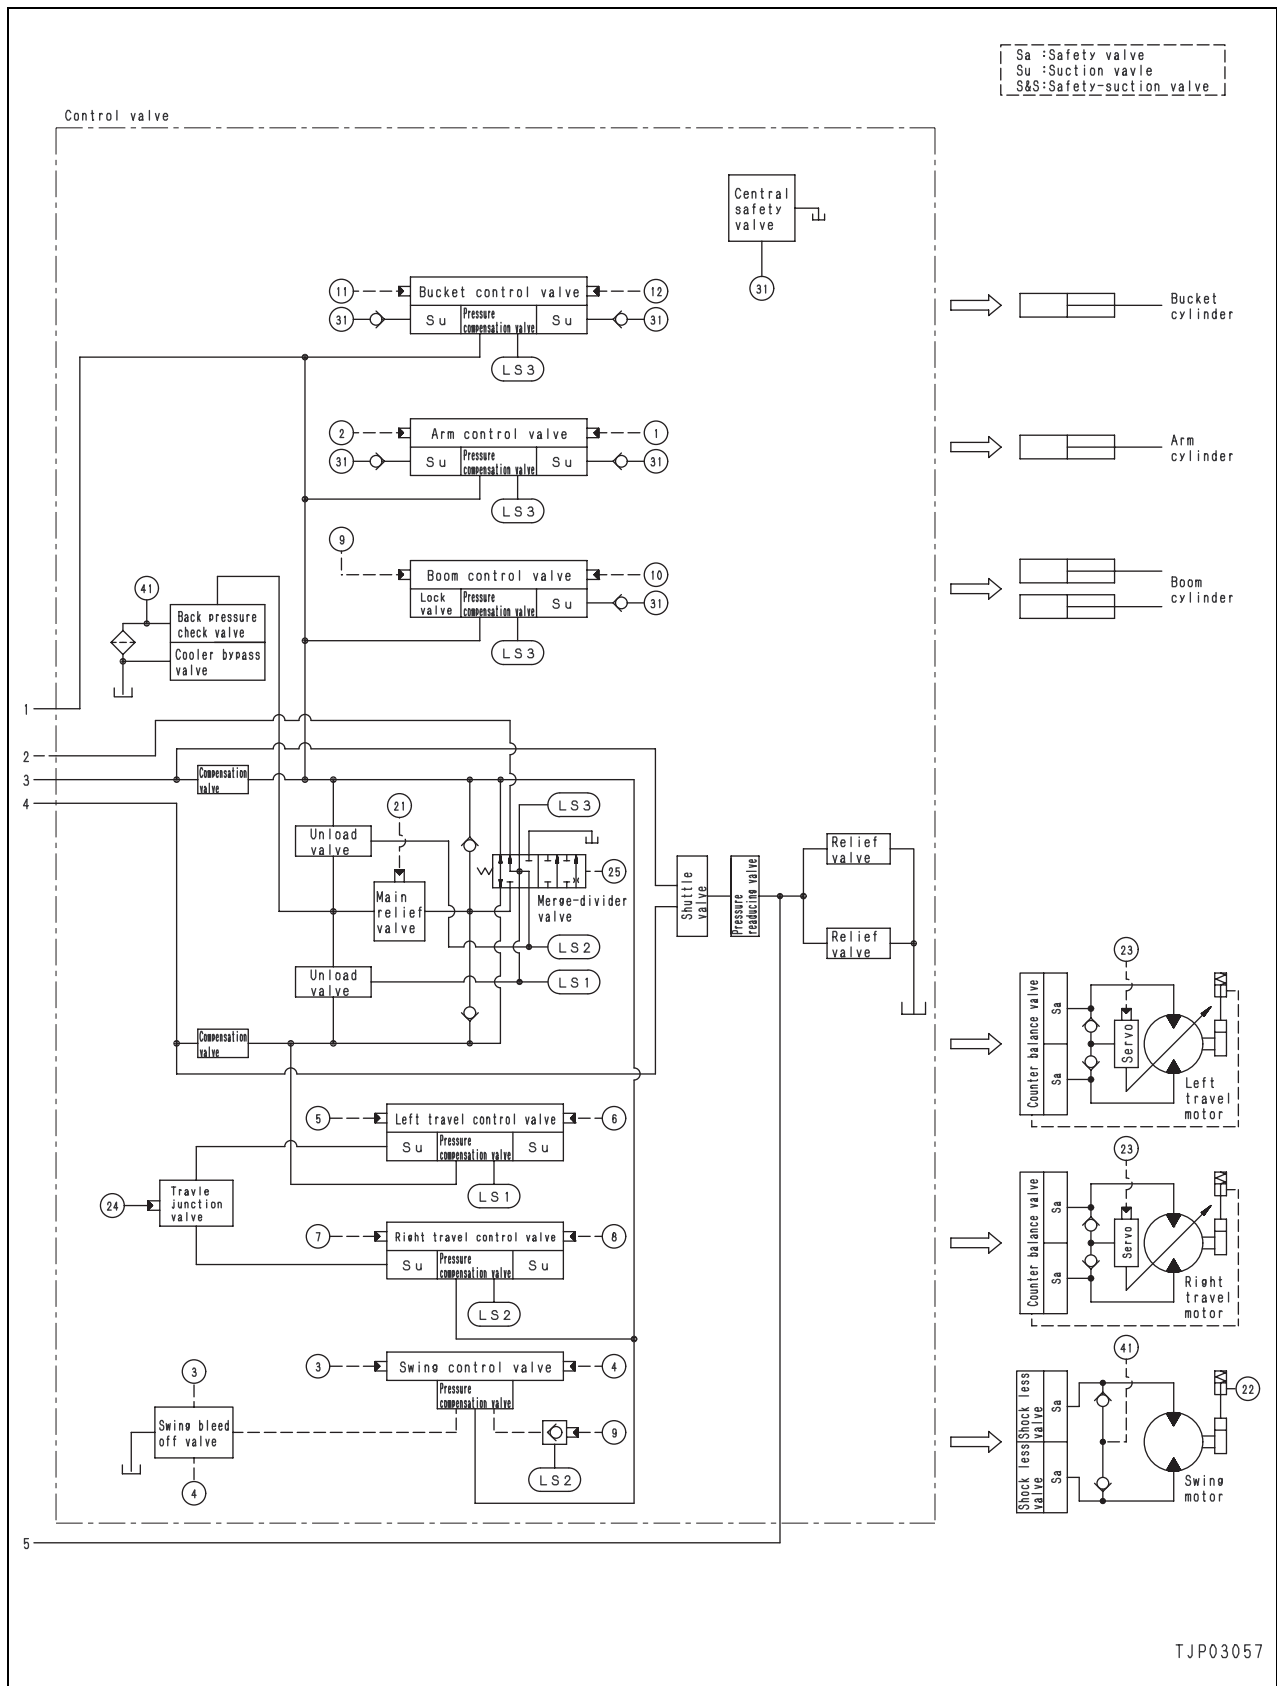 Sa :Safety valve
Su :Suction vavle
S&S:Safety-suction valve
Control valve
Central
safety
valve
31
11
Bucket control valve
12
31
Su
Pressure
compensation valve
Su
31
LS3
Bucket
cylinder
2
Arm control valve
1
31
Su
Pressure
compensation valve
Su
31
LS3
Arm
cylinder
9
Boom control valve
10
Lock
valve
Pressure
compensation valve
Su
31
LS3
Boom
cylinder
41
Back pressure
check valve
Cooler bypass
valve
1
2
3
4
Compensation
valve
21
LS3
Unload
valve
25
Main
relief
valve
Merge-divider
valve
LS2
Unload
valve
LS1
Compensation
valve
Shuttle
valve
Pressure
readucing valve
Relief
valve
Relief
valve
5
Left travel control valve
6
Su
Pressure
compensation valve
Su
LS1
24
Travle
junction
valve
7
Right travel control valve
8
Su
Pressure
compensation valve
Su
LS2
3
Swing control valve
4
Pressure
compensation valve
3
Swing bleed
off valve
4
9
LS2
23
Counter balance valve
Sa
Sa
Servo
Left
travel
motor
23
Counter balance valve
Sa
Sa
Servo
Right
travel
motor
41
22
Shock less
valve
Sa
Shock less
valve
Sa
Swing
motor
5
TJP03057